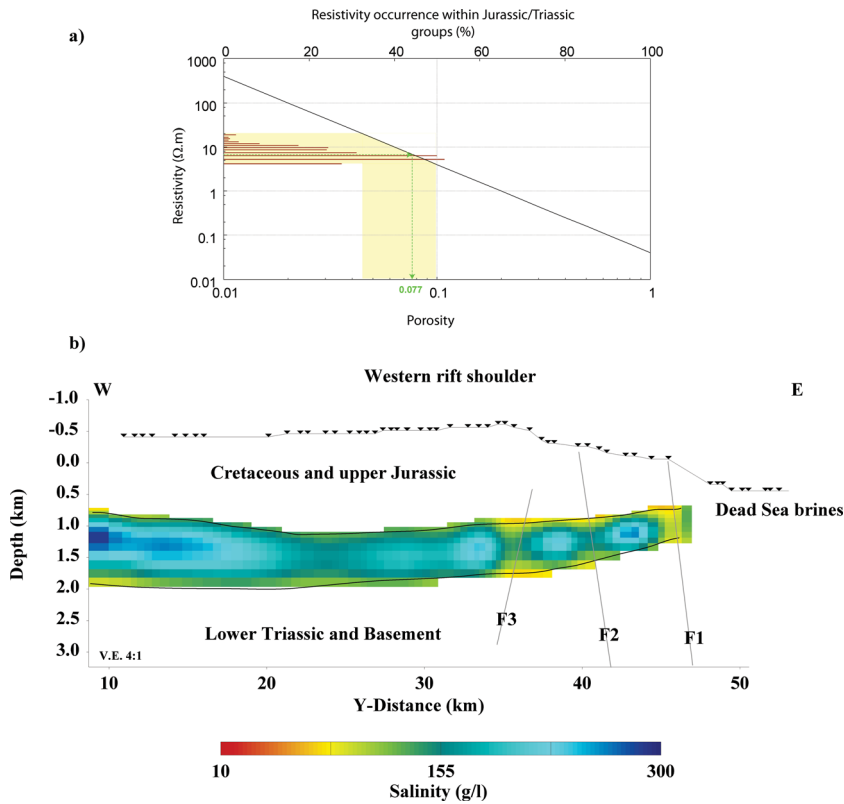 a)
Resistivity occurrence within Jurassic/Triassic
groups (%)
0 20 40 60 80 100
1000
100
10
1
0.1
0.01
Resistivity (Ω.m)
0.077
0.01 0.1 1
Porosity
b)
Western rift shoulder
W E
-1.0
-0.5
0.0
0.5
1.0
1.5
2.0
2.5
3.0
Depth (km)
Cretaceous and upper Jurassic
Dead Sea brines
Lower Triassic and Basement
F3
F2
F1
V.E. 4:1
10 20 30 40 50
Y-Distance (km)
10 155 300
Salinity (g/l)